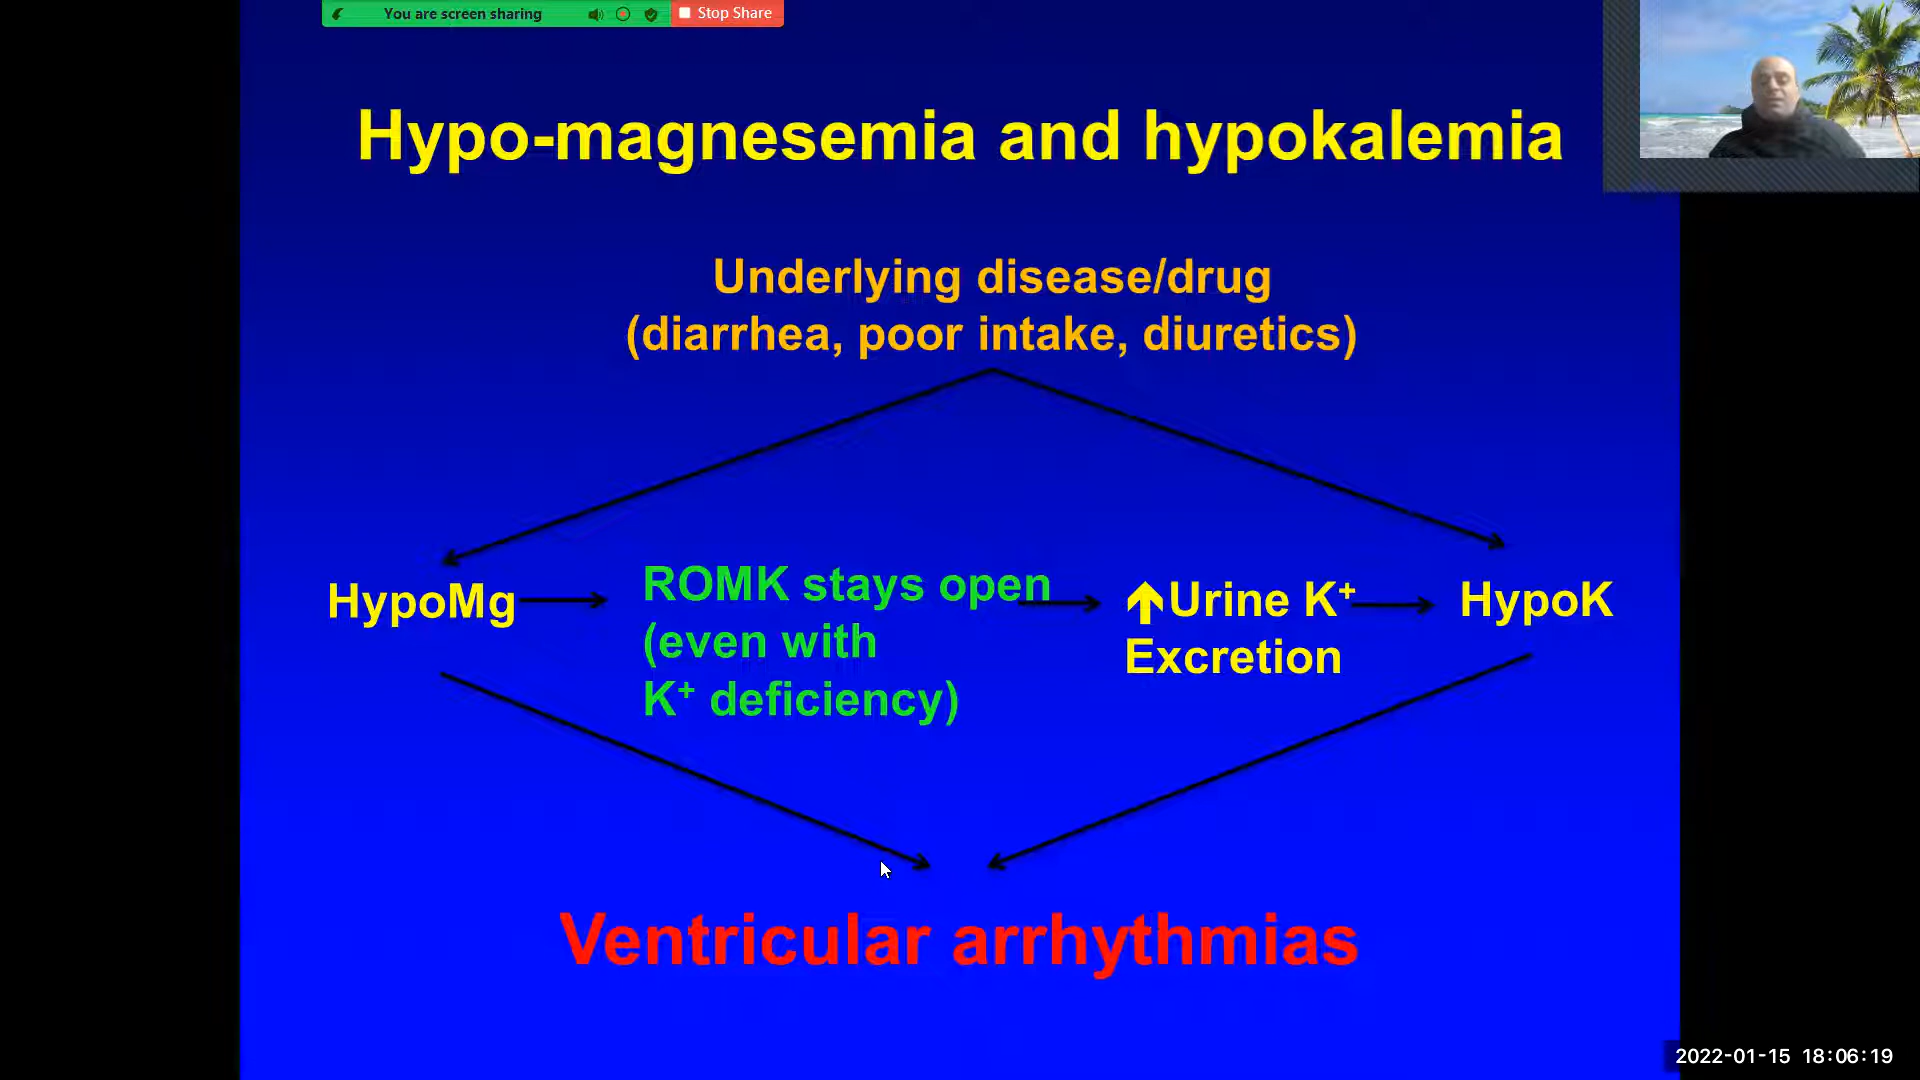 You are screen sharing
Stop Share
Hypo-magnesemia and hypokalemia
Underlying disease/drug
(diarrhea, poor intake, diuretics)
HypoMg
ROMK stays open
(even with
K⁺ deficiency)
Urine K⁺
Excretion
HypoK
Ventricular arrhythmias
2022-01-15 18:06:19